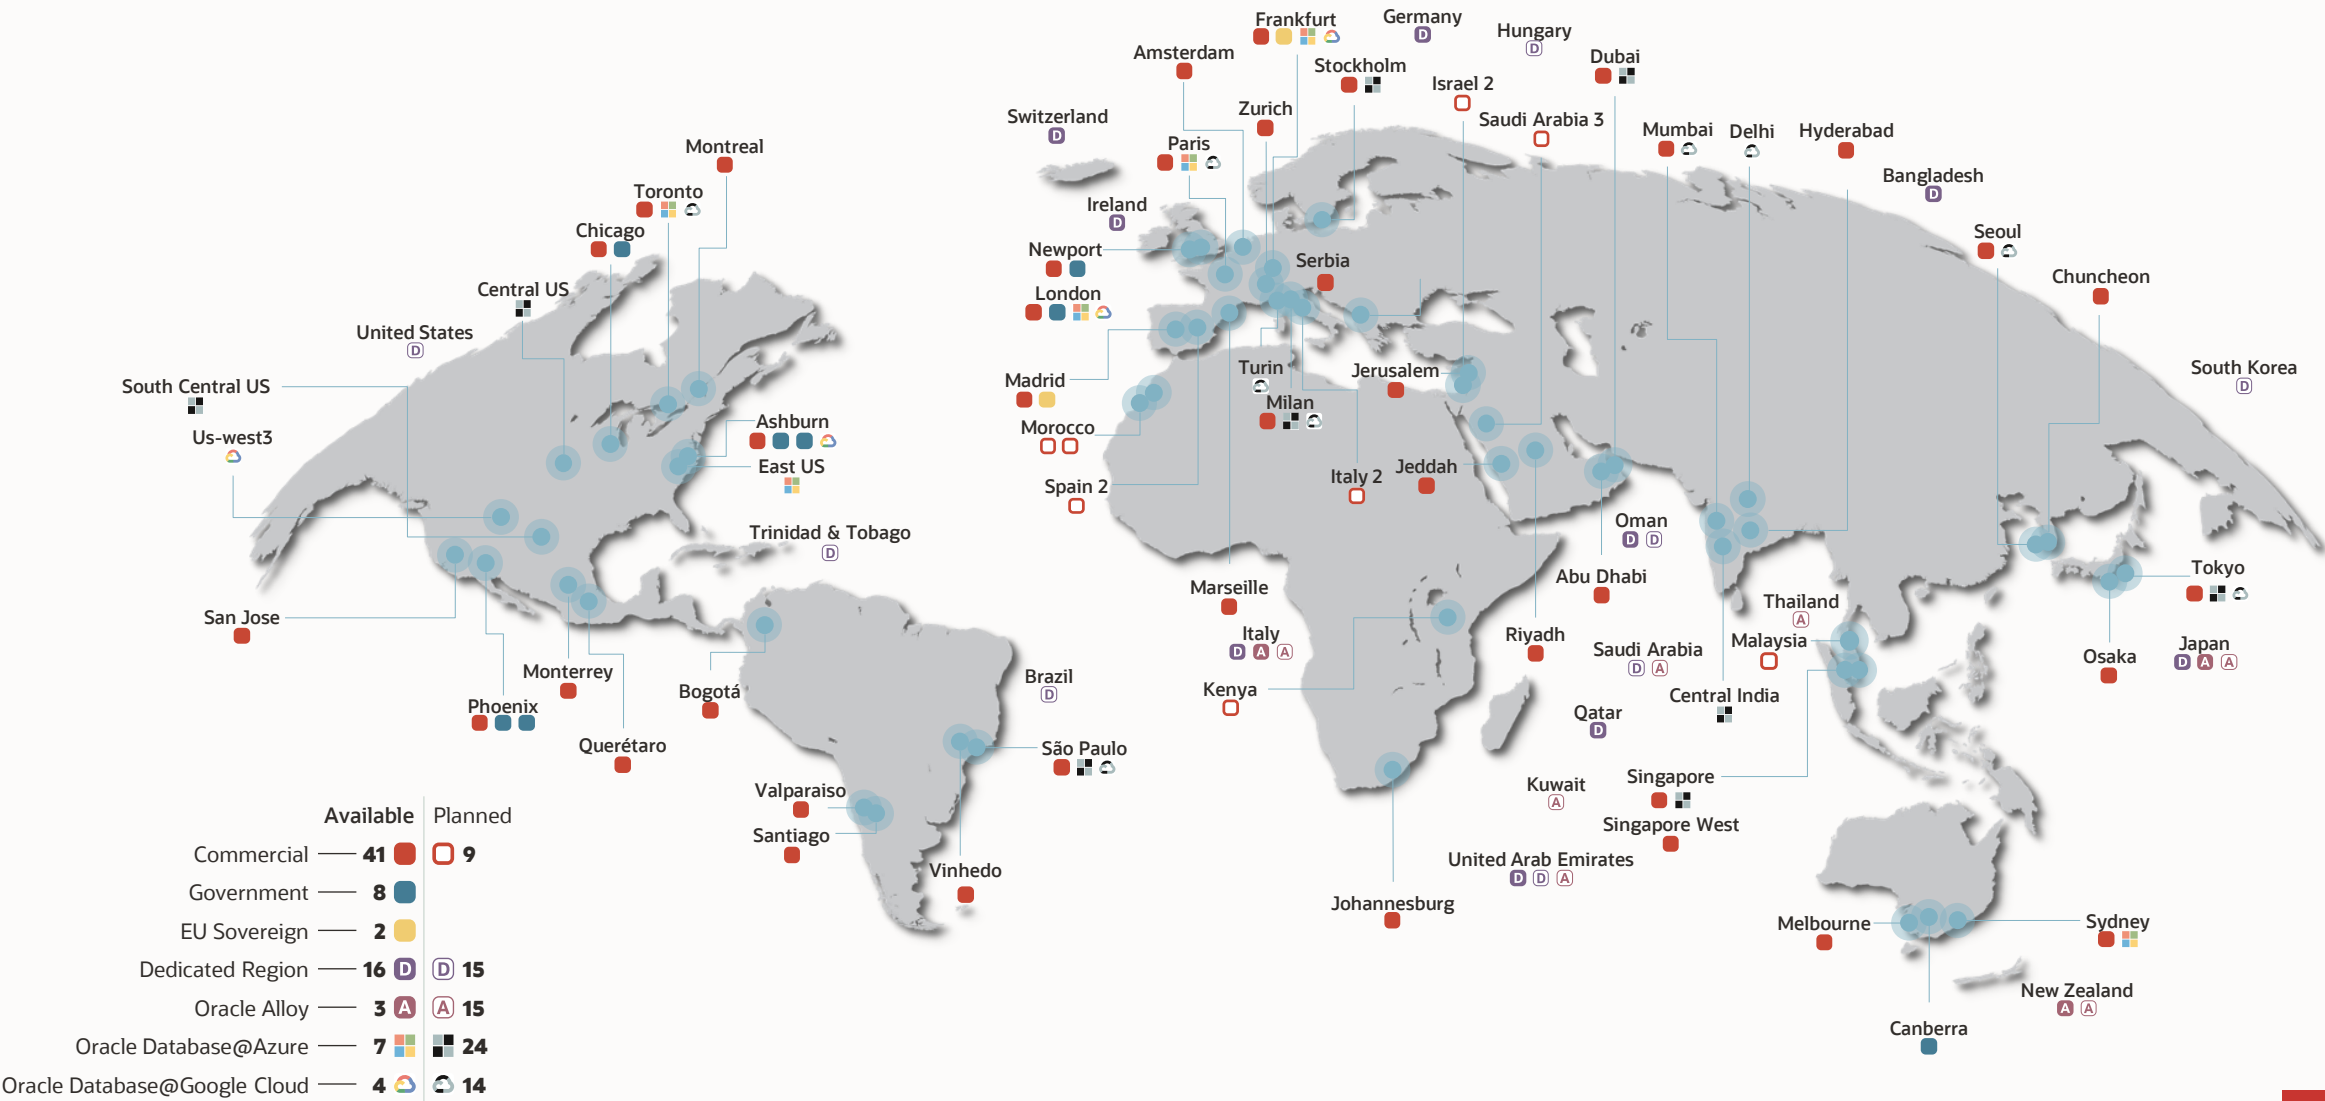 Frankfurt
Germany
Hungary
Amsterdam
D
D
Dubai
Stockholm
Israel 2
Zurich
Saudi Arabia 3
Switzerland
D
Mumbai
Delhi
Hyderabad
Montreal
Paris
Bangladesh
D
Toronto
Ireland
D
Chicago
Seoul
Newport
Serbia
Chuncheon
Central US
London
United States
D
South Korea
D
South Central US
Turin
Jerusalem
Madrid
Us-west3
Ashburn
Milan
Morocco
East US
Italy 2
Jeddah
Spain 2
Trinidad & Tobago
D
Oman
D D
Tokyo
Abu Dhabi
Marseille
Thailand
A
San Jose
Italy
D A A
Riyadh
Malaysia
Saudi Arabia
D A
Osaka
Japan
D A A
Monterrey
Bogotá
Brazil
D
Kenya
Central India
Phoenix
Qatar
D
Querétaro
São Paulo
Singapore
Kuwait
A
Valparaiso
Santiago
Singapore West
Vinhedo
United Arab Emirates
D D A
Johannesburg
Melbourne
Sydney
New Zealand
A A
Canberra
Available Planned
Commercial 41 9
Government 8
EU Sovereign 2
Dedicated Region 16 D D 15
Oracle Alloy 3 A A 15
Oracle Database@Azure 7 24
Oracle Database@Google Cloud 4 14